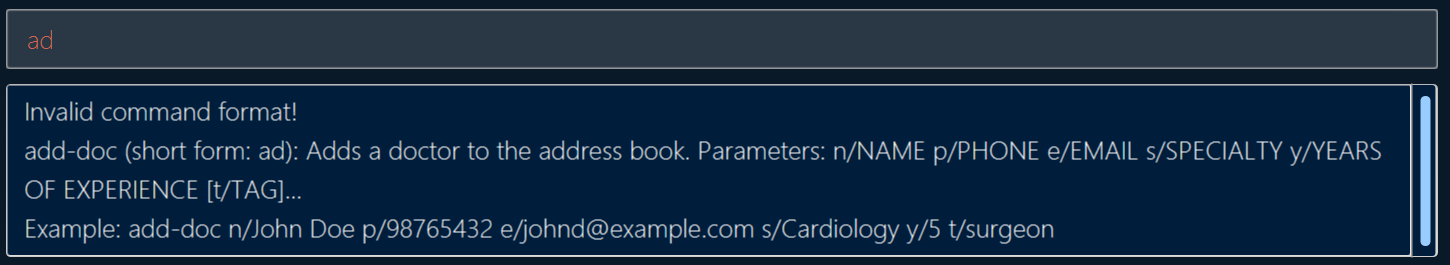 ad
Invalid command format!
add-doc (short form: ad): Adds a doctor to the address book. Parameters: n/NAME p/PHONE e/EMAIL s/SPECIALTY y/YEARS
OF EXPERIENCE [t/TAG]...
Example: add-doc n/John Doe p/98765432 e/johnd@example.com s/Cardiology y/5 t/surgeon